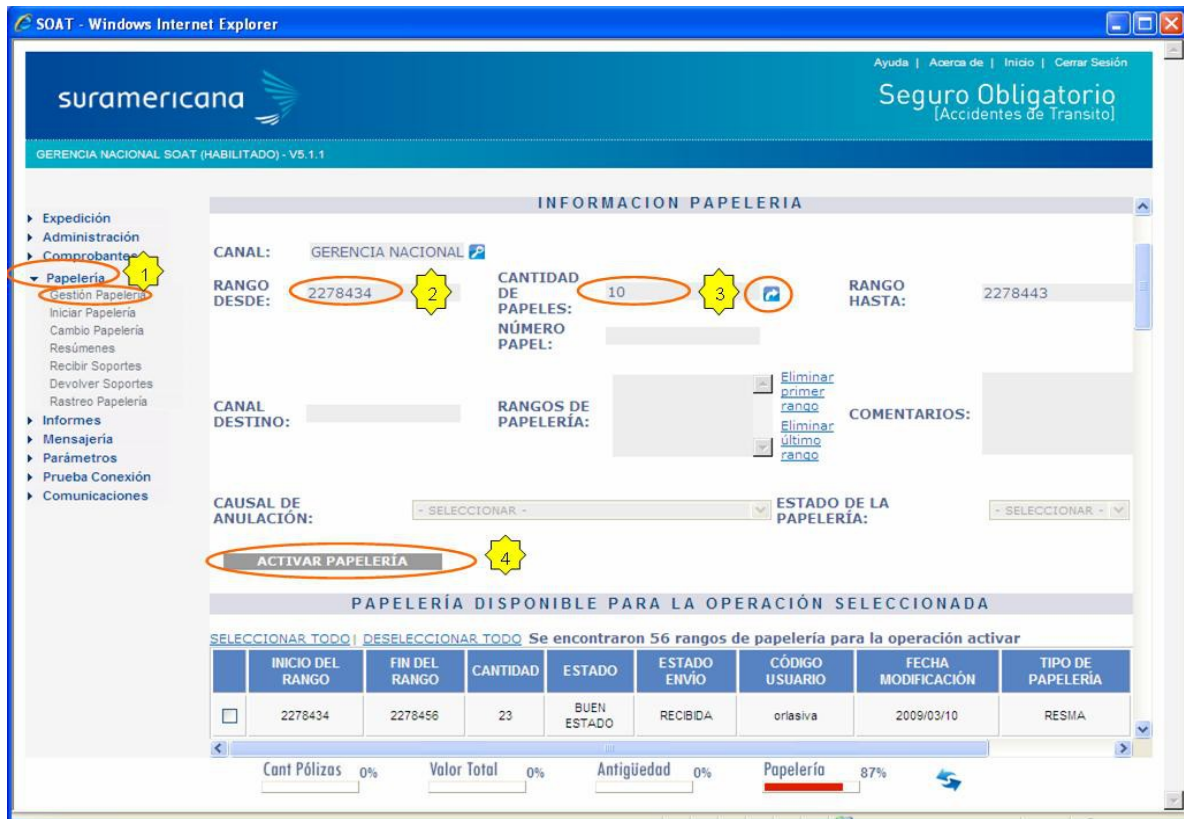 SOAT - Windows Internet Explorer
Ayuda | Acerca de | Inicio | Cerrar Sesión
suramericana
Seguro Obligatorio
[Accidentes de Transito]
GERENCIA NACIONAL SOAT (HABILITADO) - V5.1.1
Expedición
Administración
Comprobantes
Papelería
1
Gestión Papelería
Iniciar Papelería
Cambio Papelería
Resúmenes
Recibir Soportes
Devolver Soportes
Rastreo Papelería
Informes
Mensajería
Parámetros
Prueba Conexión
Comunicaciones
INFORMACION PAPELERIA
CANAL: GERENCIA NACIONAL
RANGO DESDE: 2278434
2
CANTIDAD DE PAPELES: 10
3
RANGO HASTA: 2278443
NÚMERO PAPEL:
CANAL DESTINO:
RANGOS DE PAPELERÍA:
Eliminar primer rango
Eliminar último rango
COMENTARIOS:
CAUSAL DE ANULACIÓN: - SELECCIONAR -
ESTADO DE LA PAPELERÍA: - SELECCIONAR -
ACTIVAR PAPELERÍA
4
PAPELERÍA DISPONIBLE PARA LA OPERACIÓN SELECCIONADA
SELECCIONAR TODO | DESELECCIONAR TODO Se encontraron 56 rangos de papelería para la operación activar
INICIO DEL RANGO FIN DEL RANGO CANTIDAD ESTADO ESTADO ENVÍO CÓDIGO USUARIO FECHA MODIFICACIÓN TIPO DE PAPELERÍA
2278434 2278456 23 BUEN ESTADO RECIBIDA orlasiva 2009/03/10 RESMA
Cant Pólizas 0% Valor Total 0% Antigüedad 0% Papelería 87%